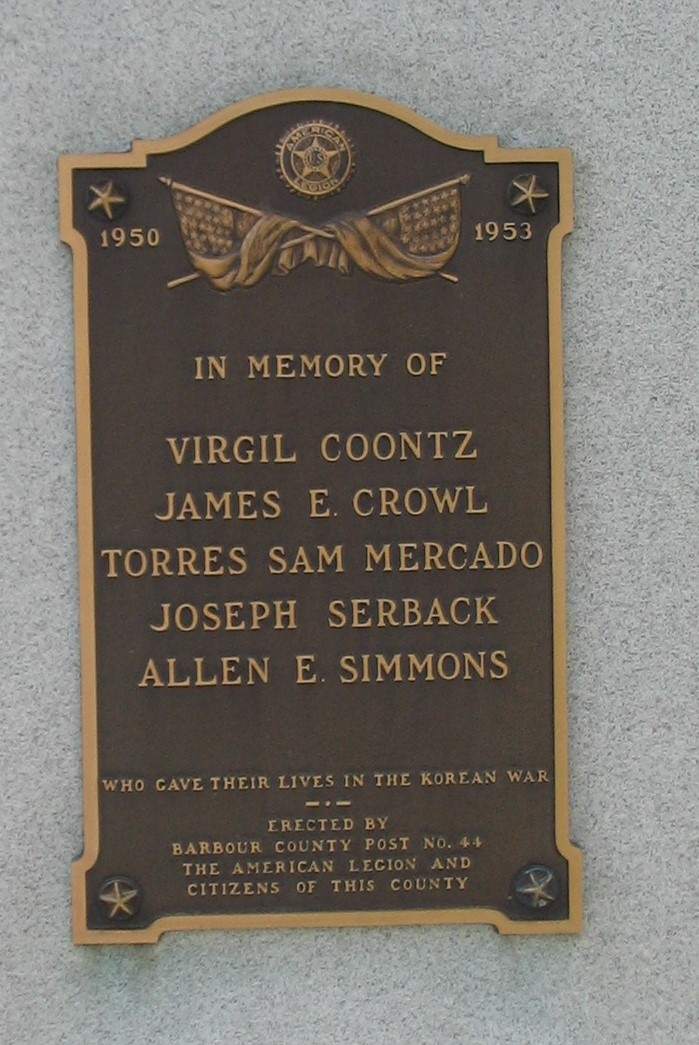 AMERICAN
US
LEGION
1950 1953
IN MEMORY OF
VIRGIL COONTZ
JAMES E. CROWL
TORRES SAM MERCADO
JOSEPH SERBACK
ALLEN E. SIMMONS
WHO GAVE THEIR LIVES IN THE KOREAN WAR
ERECTED BY
BARBOUR COUNTY POST NO. 44
THE AMERICAN LEGION AND
CITIZENS OF THIS COUNTY